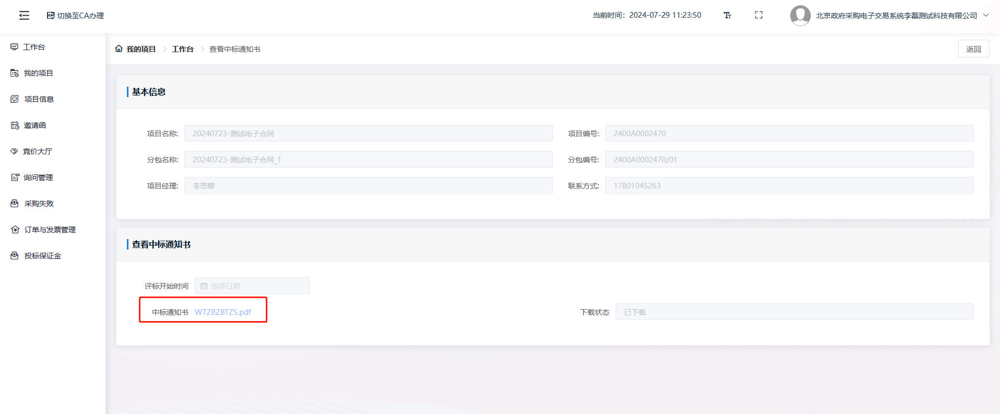 切换至CA办理
当前时间：2024-07-29 11:23:50
北京政府采购电子交易系统李磊测试科技有限公司
工作台
我的项目
项目信息
邀请函
竞价大厅
询问管理
采购失败
订单与发票管理
投标保证金
我的项目 > 工作台 > 查看中标通知书
返回
基本信息
项目名称: 20240723-测试电子合同 项目编号: 2400A0002470
分包名称: 20240723-测试电子合同_1 分包编号: 2400A0002470/01
项目经理: 李思卿 联系方式: 17801045263
查看中标通知书
评标开始时间 选择日期
中标通知书 WTZBZBTZS.pdf 下载状态 已下载